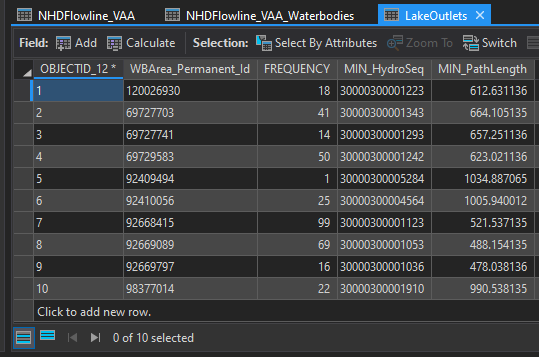 NHDFlowline_VAA NHDFlowline_VAA_Waterbodies LakeOutlets ×
Field: Add Calculate Selection: Select By Attributes Zoom To Switch
OBJECTID_12 * WBArea_Permanent_Id FREQUENCY MIN_HydroSeq MIN_PathLength
1 120026930 18 30000300001223 612.631136
2 69727703 41 30000300001343 664.105135
3 69727741 14 30000300001293 657.251136
4 69729583 50 30000300001242 623.021136
5 92409494 1 30000300005284 1034.887065
6 92410056 25 30000300004564 1005.940012
7 92668415 99 30000300001123 521.537135
8 92669089 69 30000300001053 488.154135
9 92669797 16 30000300001036 478.038136
10 98377014 22 30000300001910 990.538135
Click to add new row.
0 of 10 selected